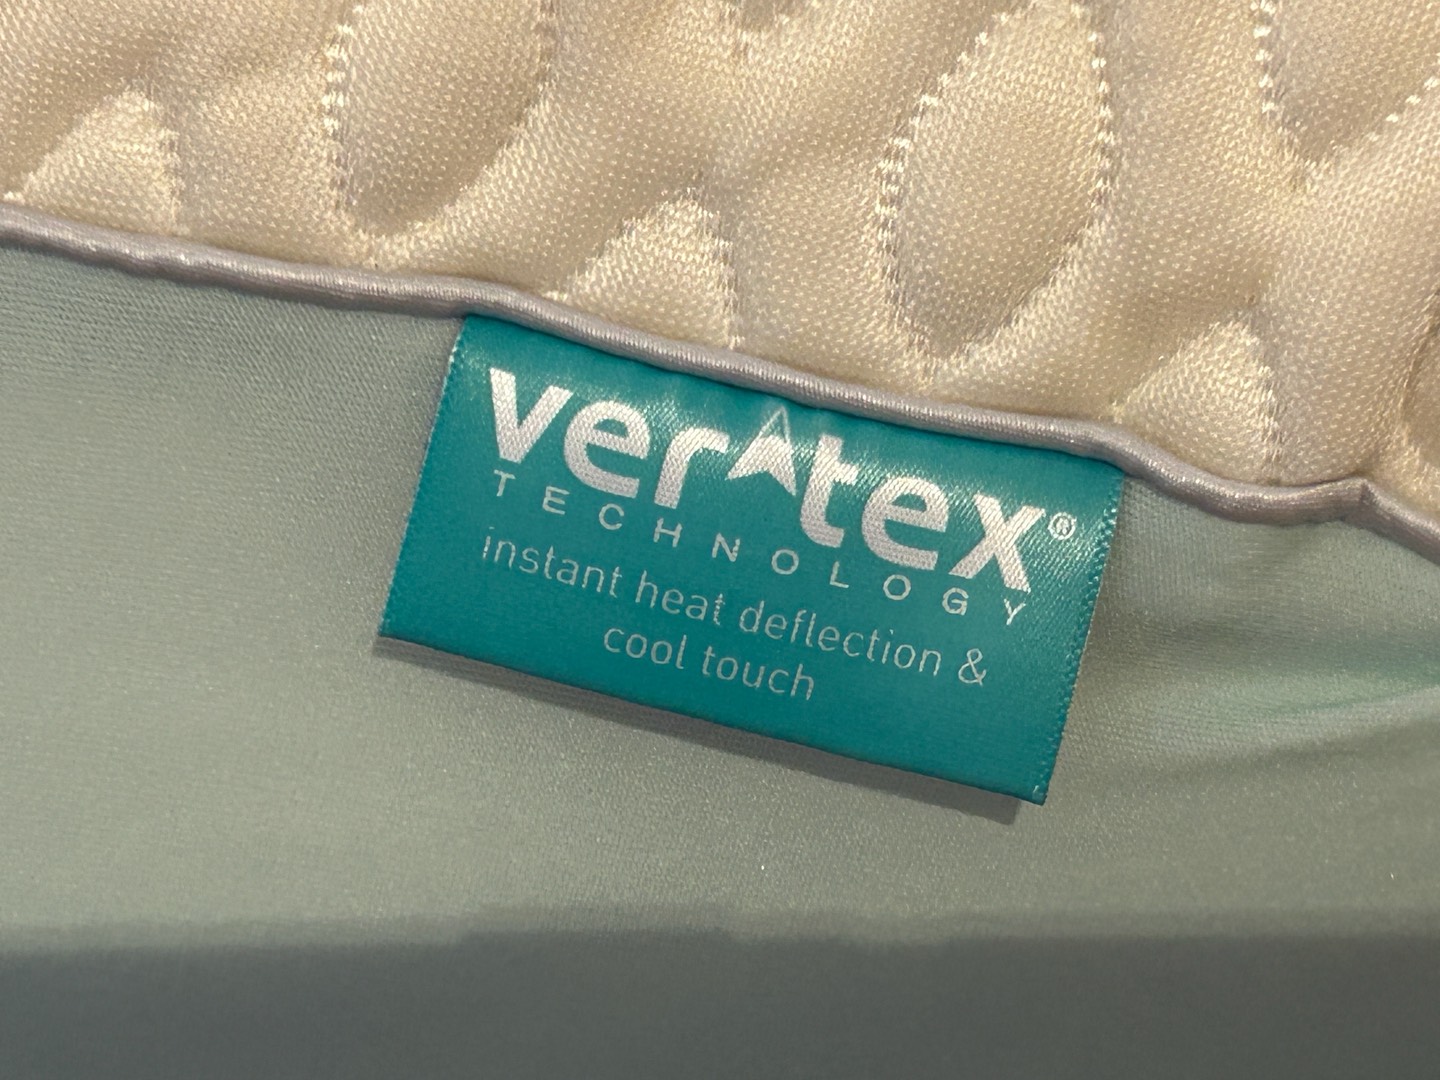 ver tex®
TECHNOLOGY
instant heat deflection &
cool touch